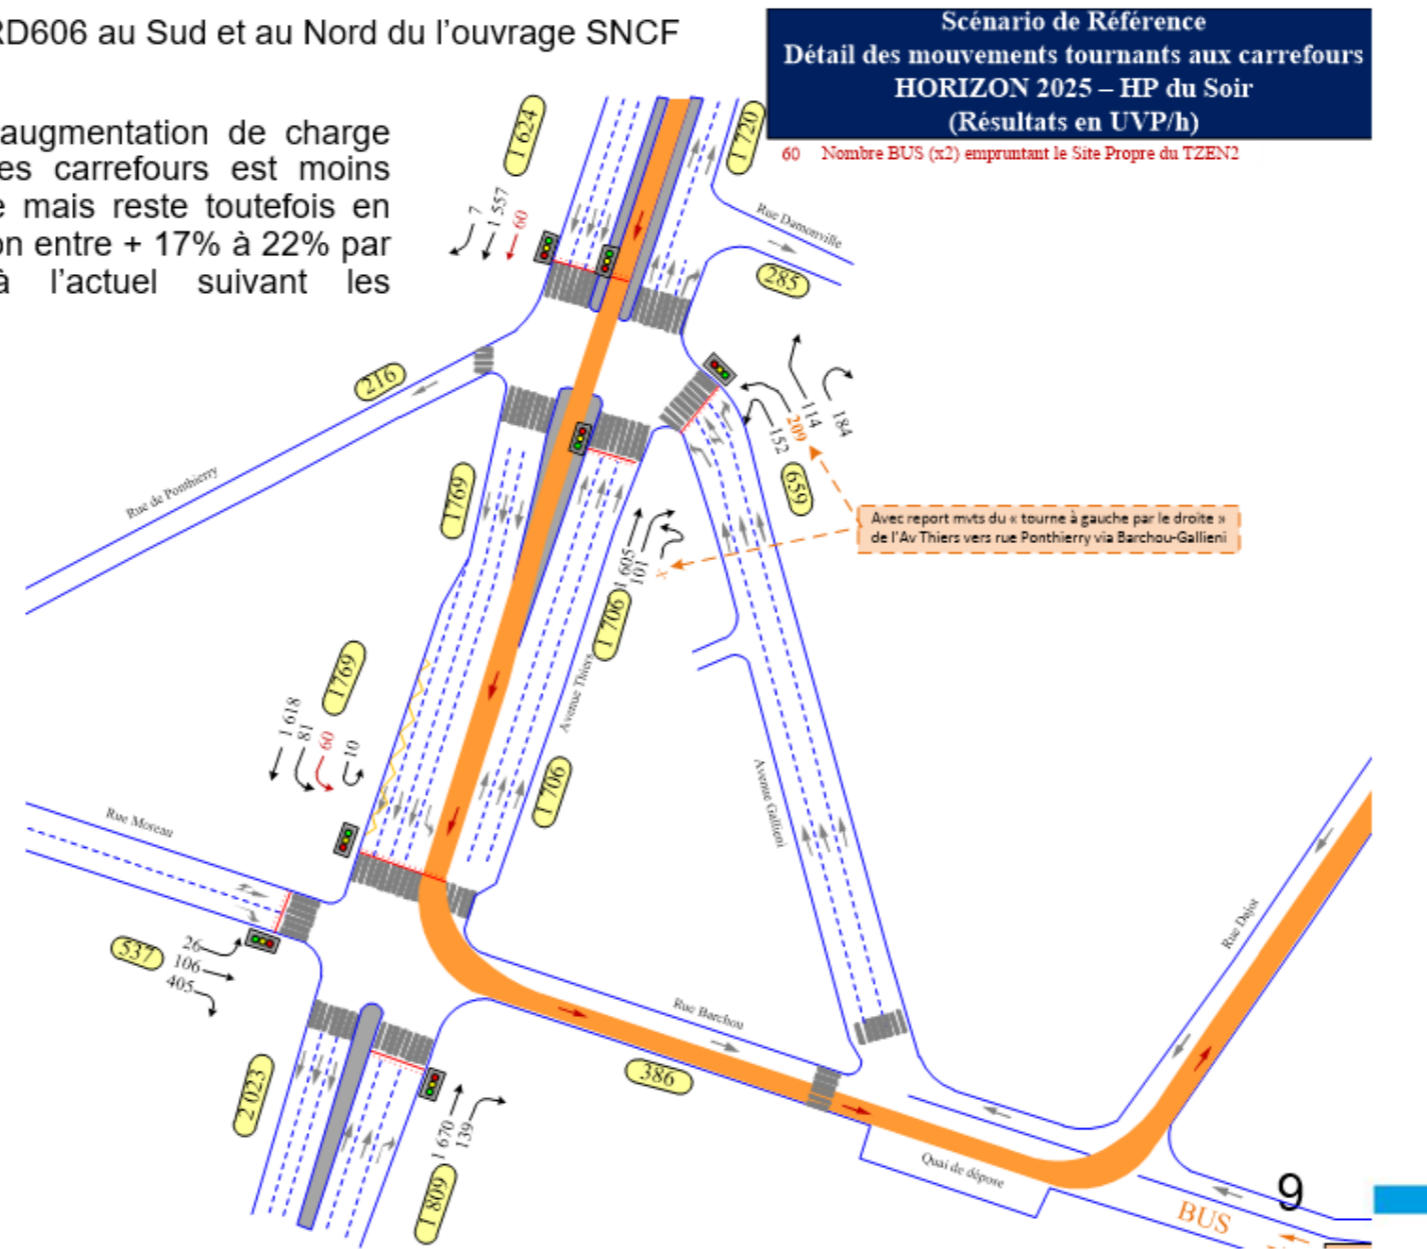 RD606 au Sud et au Nord du l’ouvrage SNCF
augmentation de charge
es carrefours est moins
e mais reste toutefois en
on entre + 17% à 22% par
à l’actuel suivant les
Scénario de Référence
Détail des mouvements tournants aux carrefours
HORIZON 2025 – HP du Soir
(Résultats en UVP/h)
60 Nombre BUS (x2) empruntant le Site Propre du TZEN2
1 624
1 720
7
1 557
60
Rue Damonville
285
216
Rue de Ponthierry
1769
114
184
209
152
659
Avec report mvts du « tourne à gauche par le droite »
de l’Av Thiers vers rue Ponthierry via Barchou-Gallieni
1 605
101
x
1 706
Avenue Thiers
1769
1 618
81
60
10
1 706
Avenue Gallieni
Rue Moreau
537
26
106
405
Rue Dajot
Rue Barchou
386
2 023
1 670
139
1 809
Quai de dépose
BUS
9